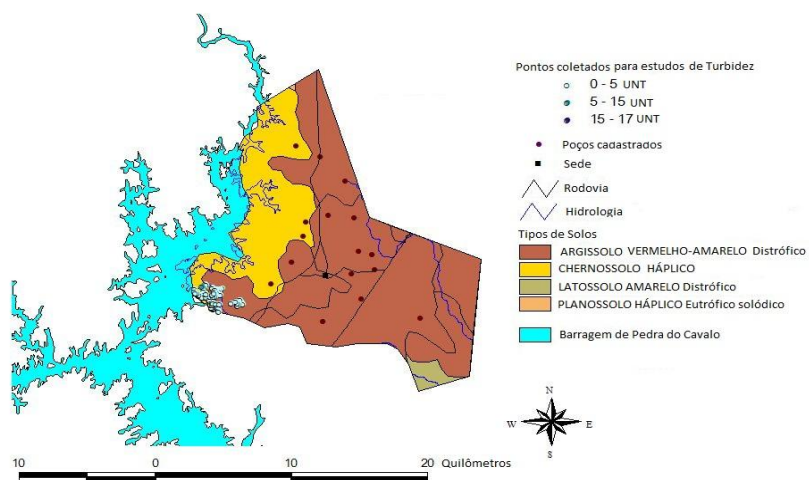 Pontos coletados para estudos de Turbidez
0 - 5 UNT
5 - 15 UNT
15 - 17 UNT
Poços cadastrados
Sede
Rodovia
Hidrologia
Tipos de Solos
ARGISSOLO VERMELHO-AMARELO Distrófico
CHERNOSSOLO HÁPLICO
LATOSSOLO AMARELO Distrófico
PLANOSSOLO HÁPLICO Eutrófico solódico
Barragem de Pedra do Cavalo
N
W E
S
10 0 10 20 Quilômetros